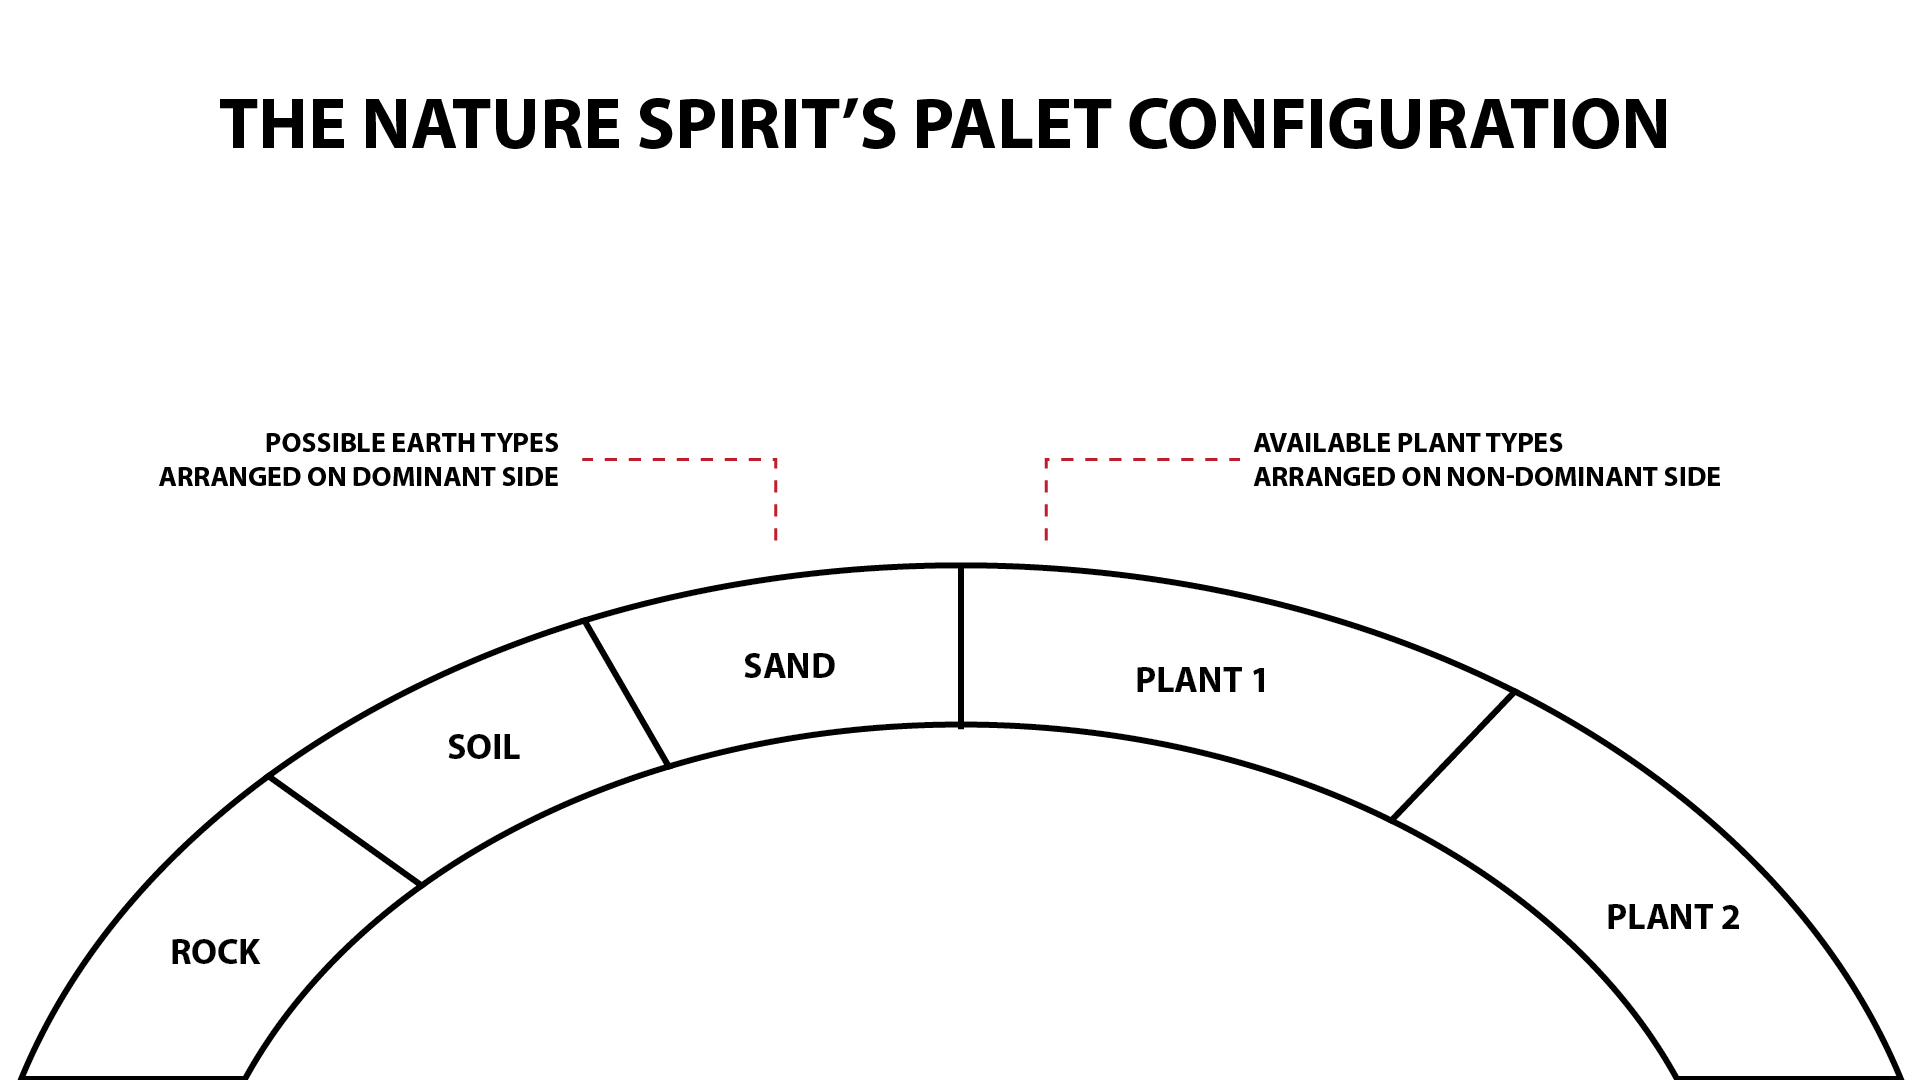 THE NATURE SPIRIT’S PALET CONFIGURATION
POSSIBLE EARTH TYPES
ARRANGED ON DOMINANT SIDE
AVAILABLE PLANT TYPES
ARRANGED ON NON-DOMINANT SIDE
ROCK
SOIL
SAND
PLANT 1
PLANT 2